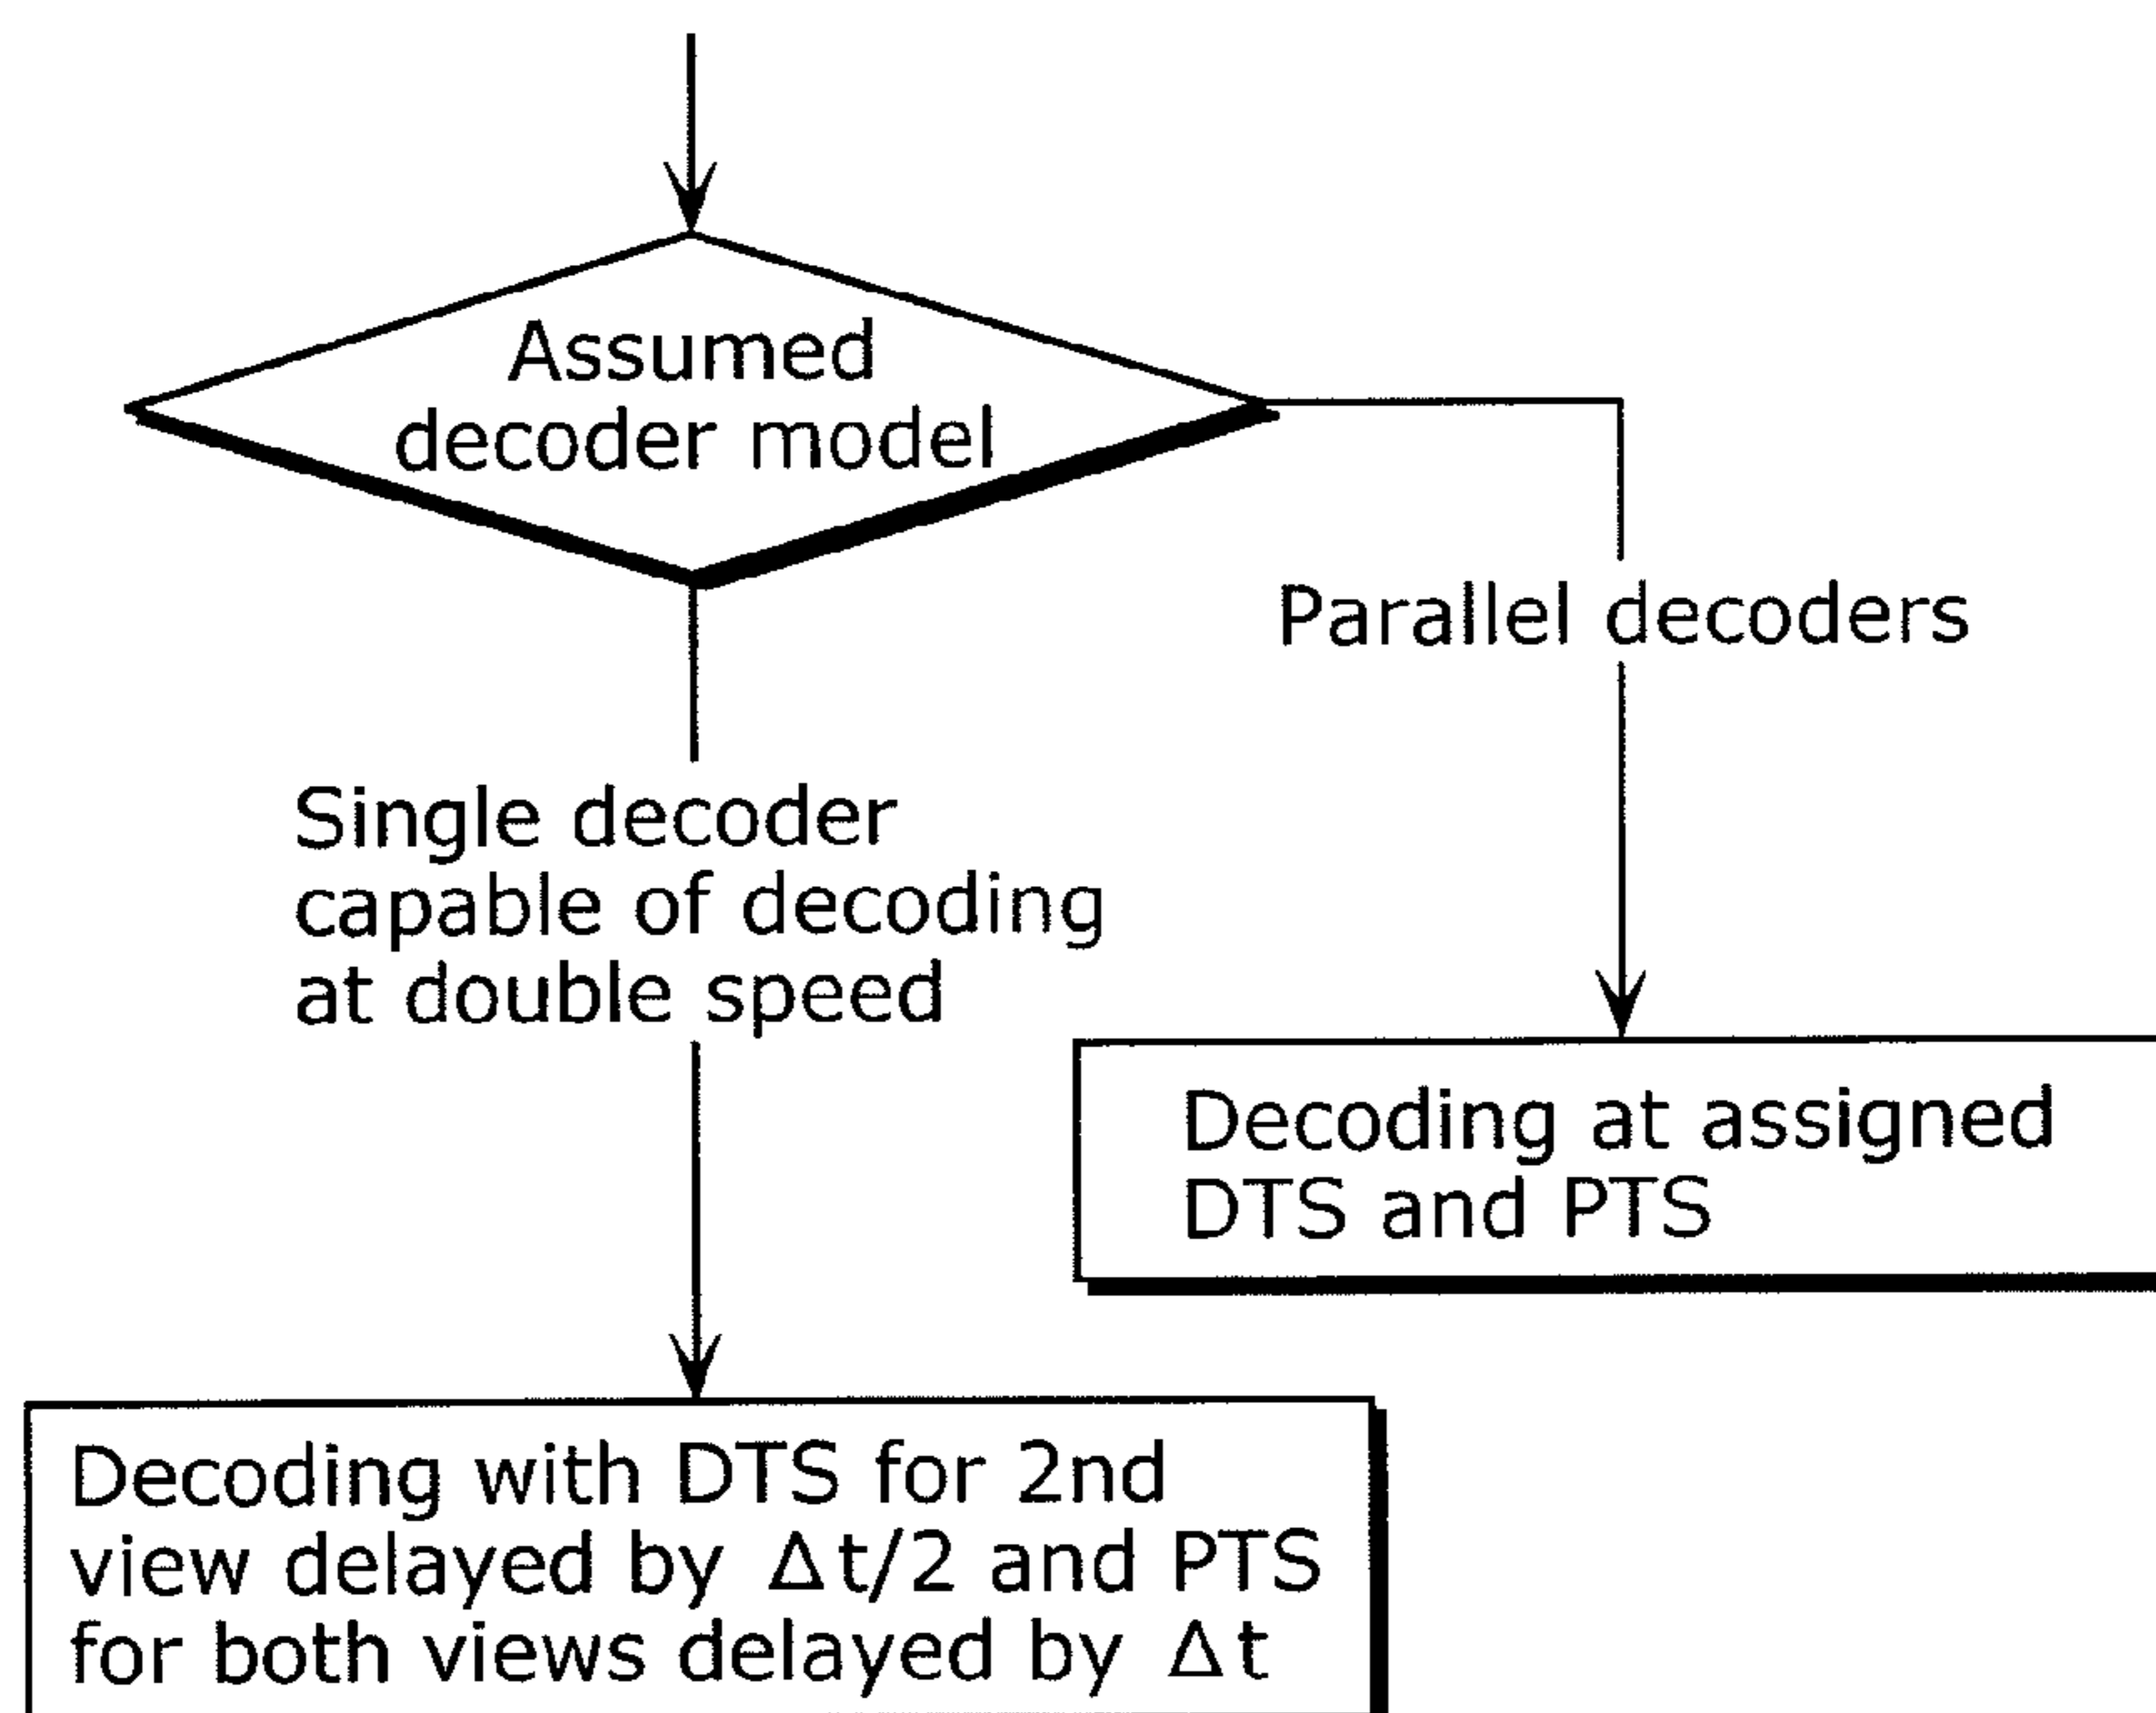 Assumed
decoder model
Parallel decoders
Single decoder
capable of decoding
at double speed
Decoding at assigned
DTS and PTS
Decoding with DTS for 2nd
view delayed by Δt/2 and PTS
for both views delayed by Δt